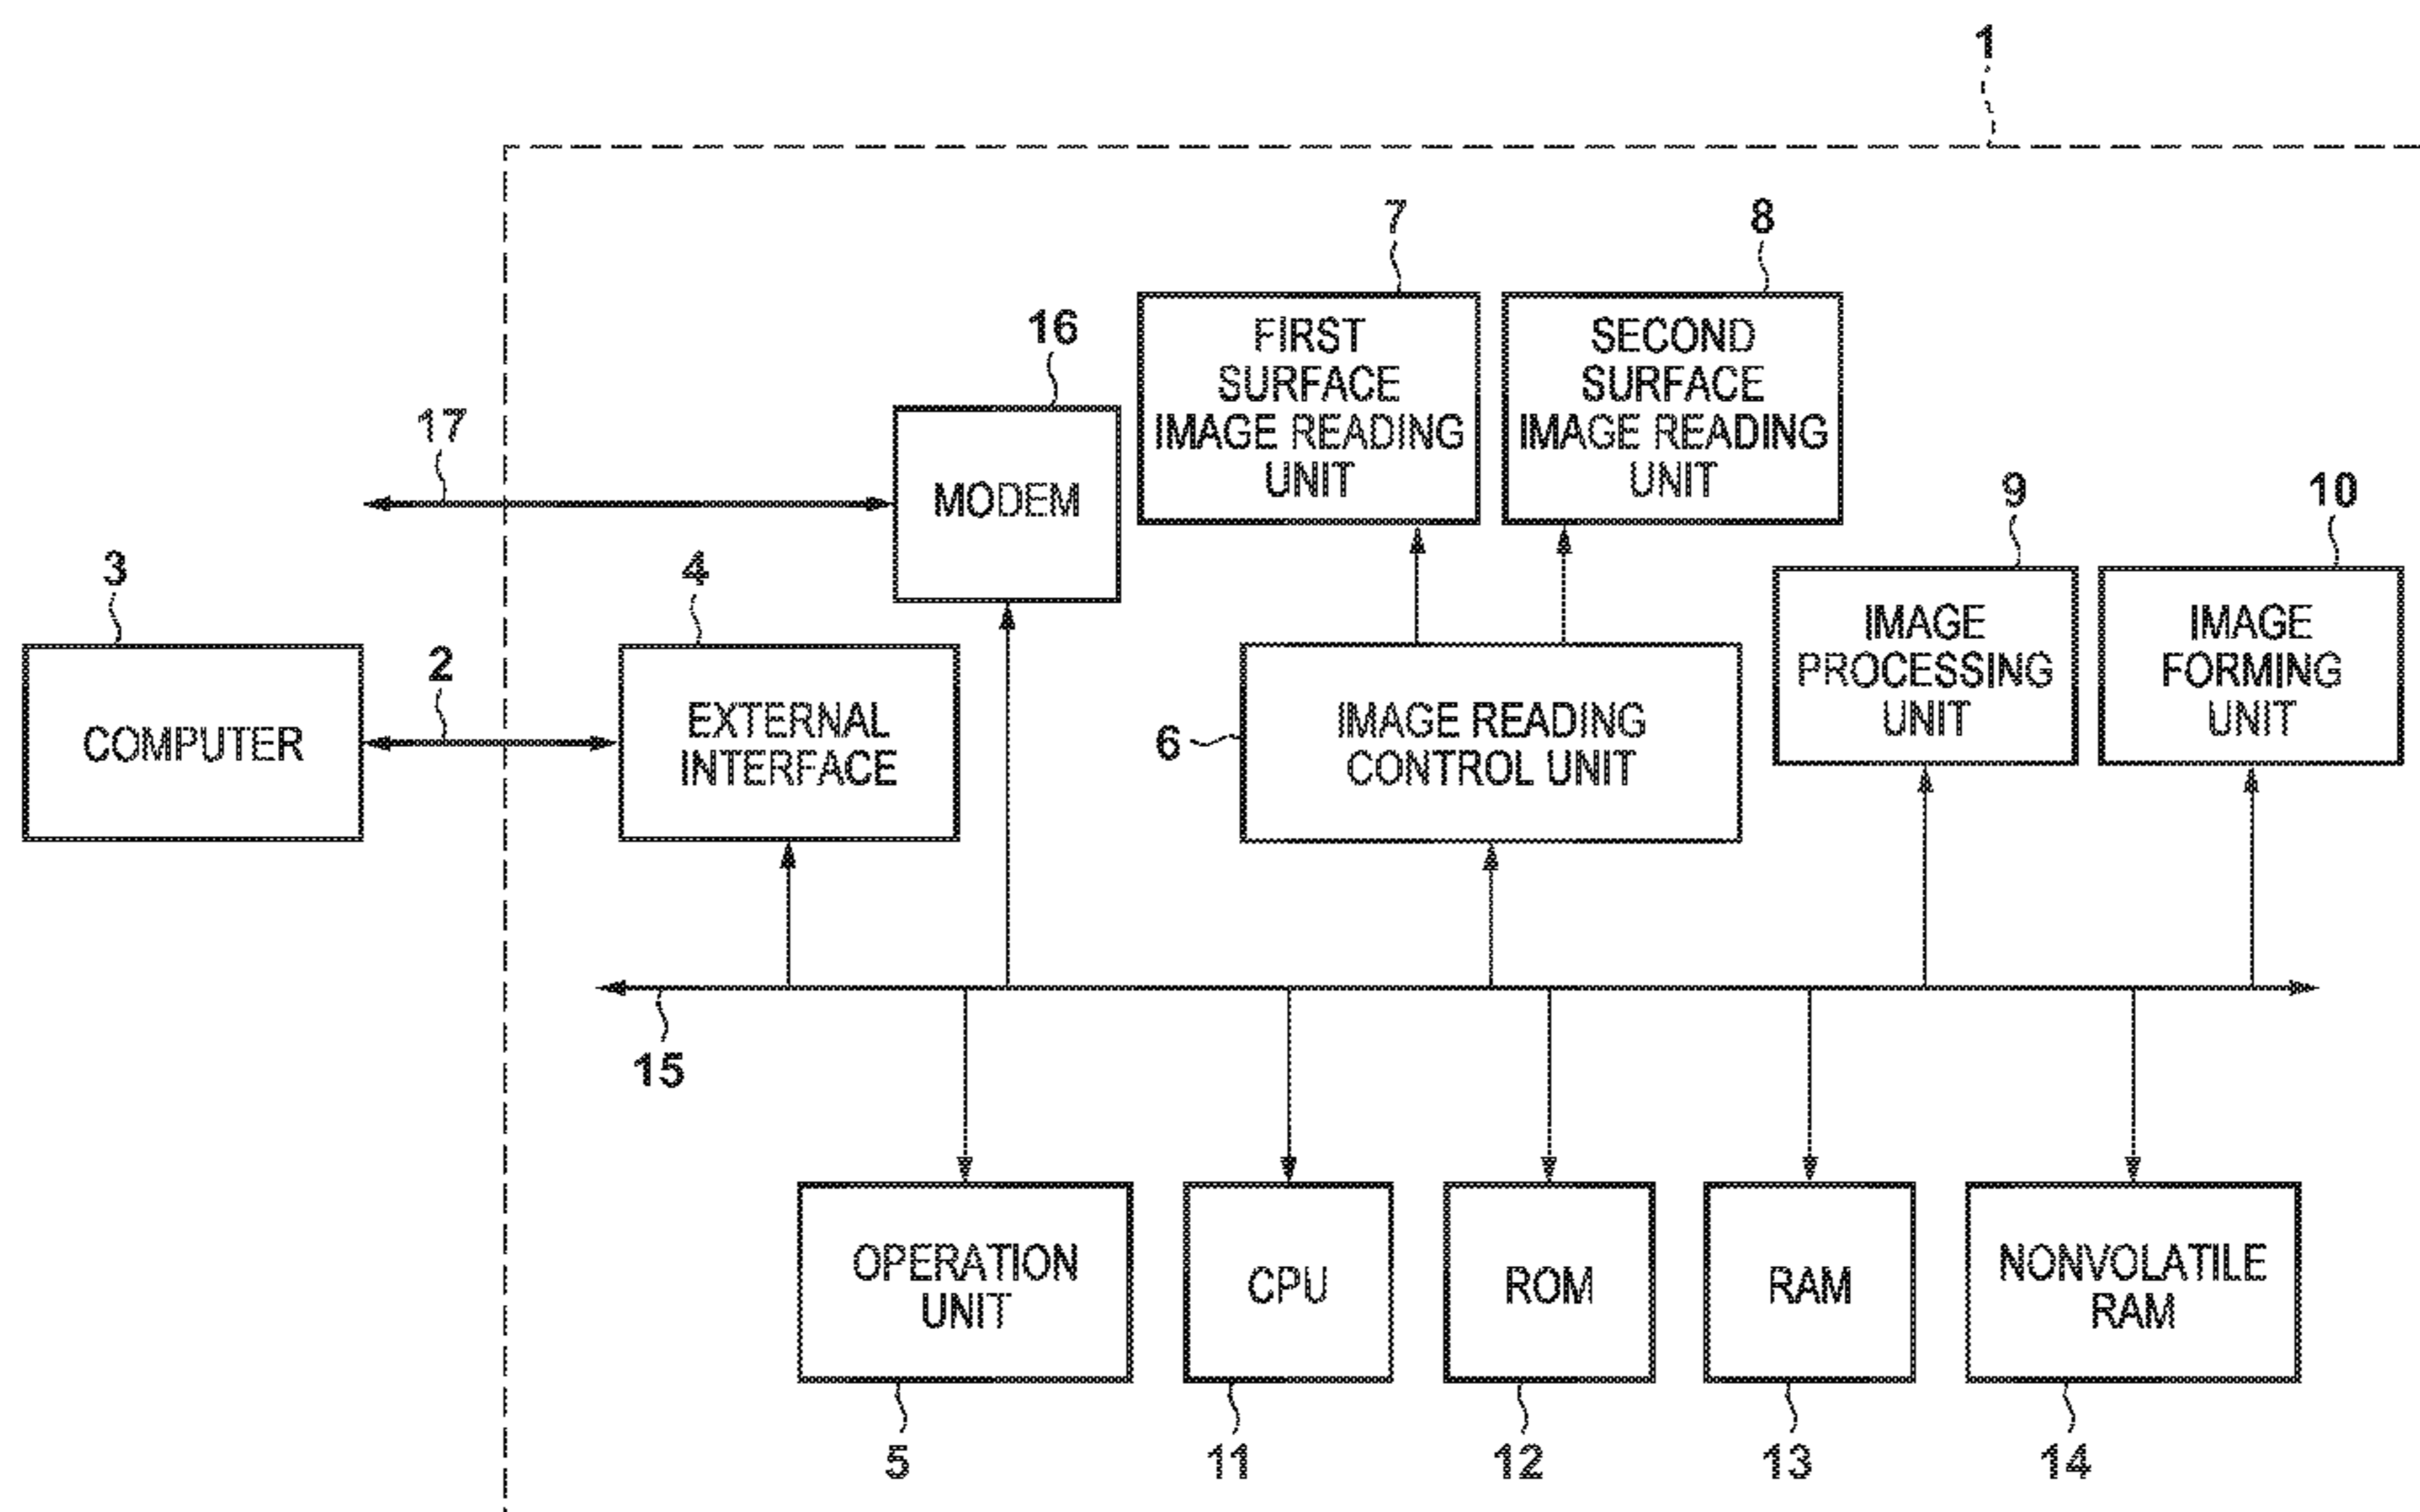 1
7
8
FIRST
SURFACE
IMAGE READING
UNIT
SECOND
SURFACE
IMAGE READING
UNIT
16
17
MODEM
9
10
3
4
IMAGE
PROCESSING
UNIT
IMAGE
FORMING
UNIT
2
COMPUTER
EXTERNAL
INTERFACE
6
IMAGE READING
CONTROL UNIT
15
OPERATION
UNIT
CPU
ROM
RAM
NONVOLATILE
RAM
5
11
12
13
14